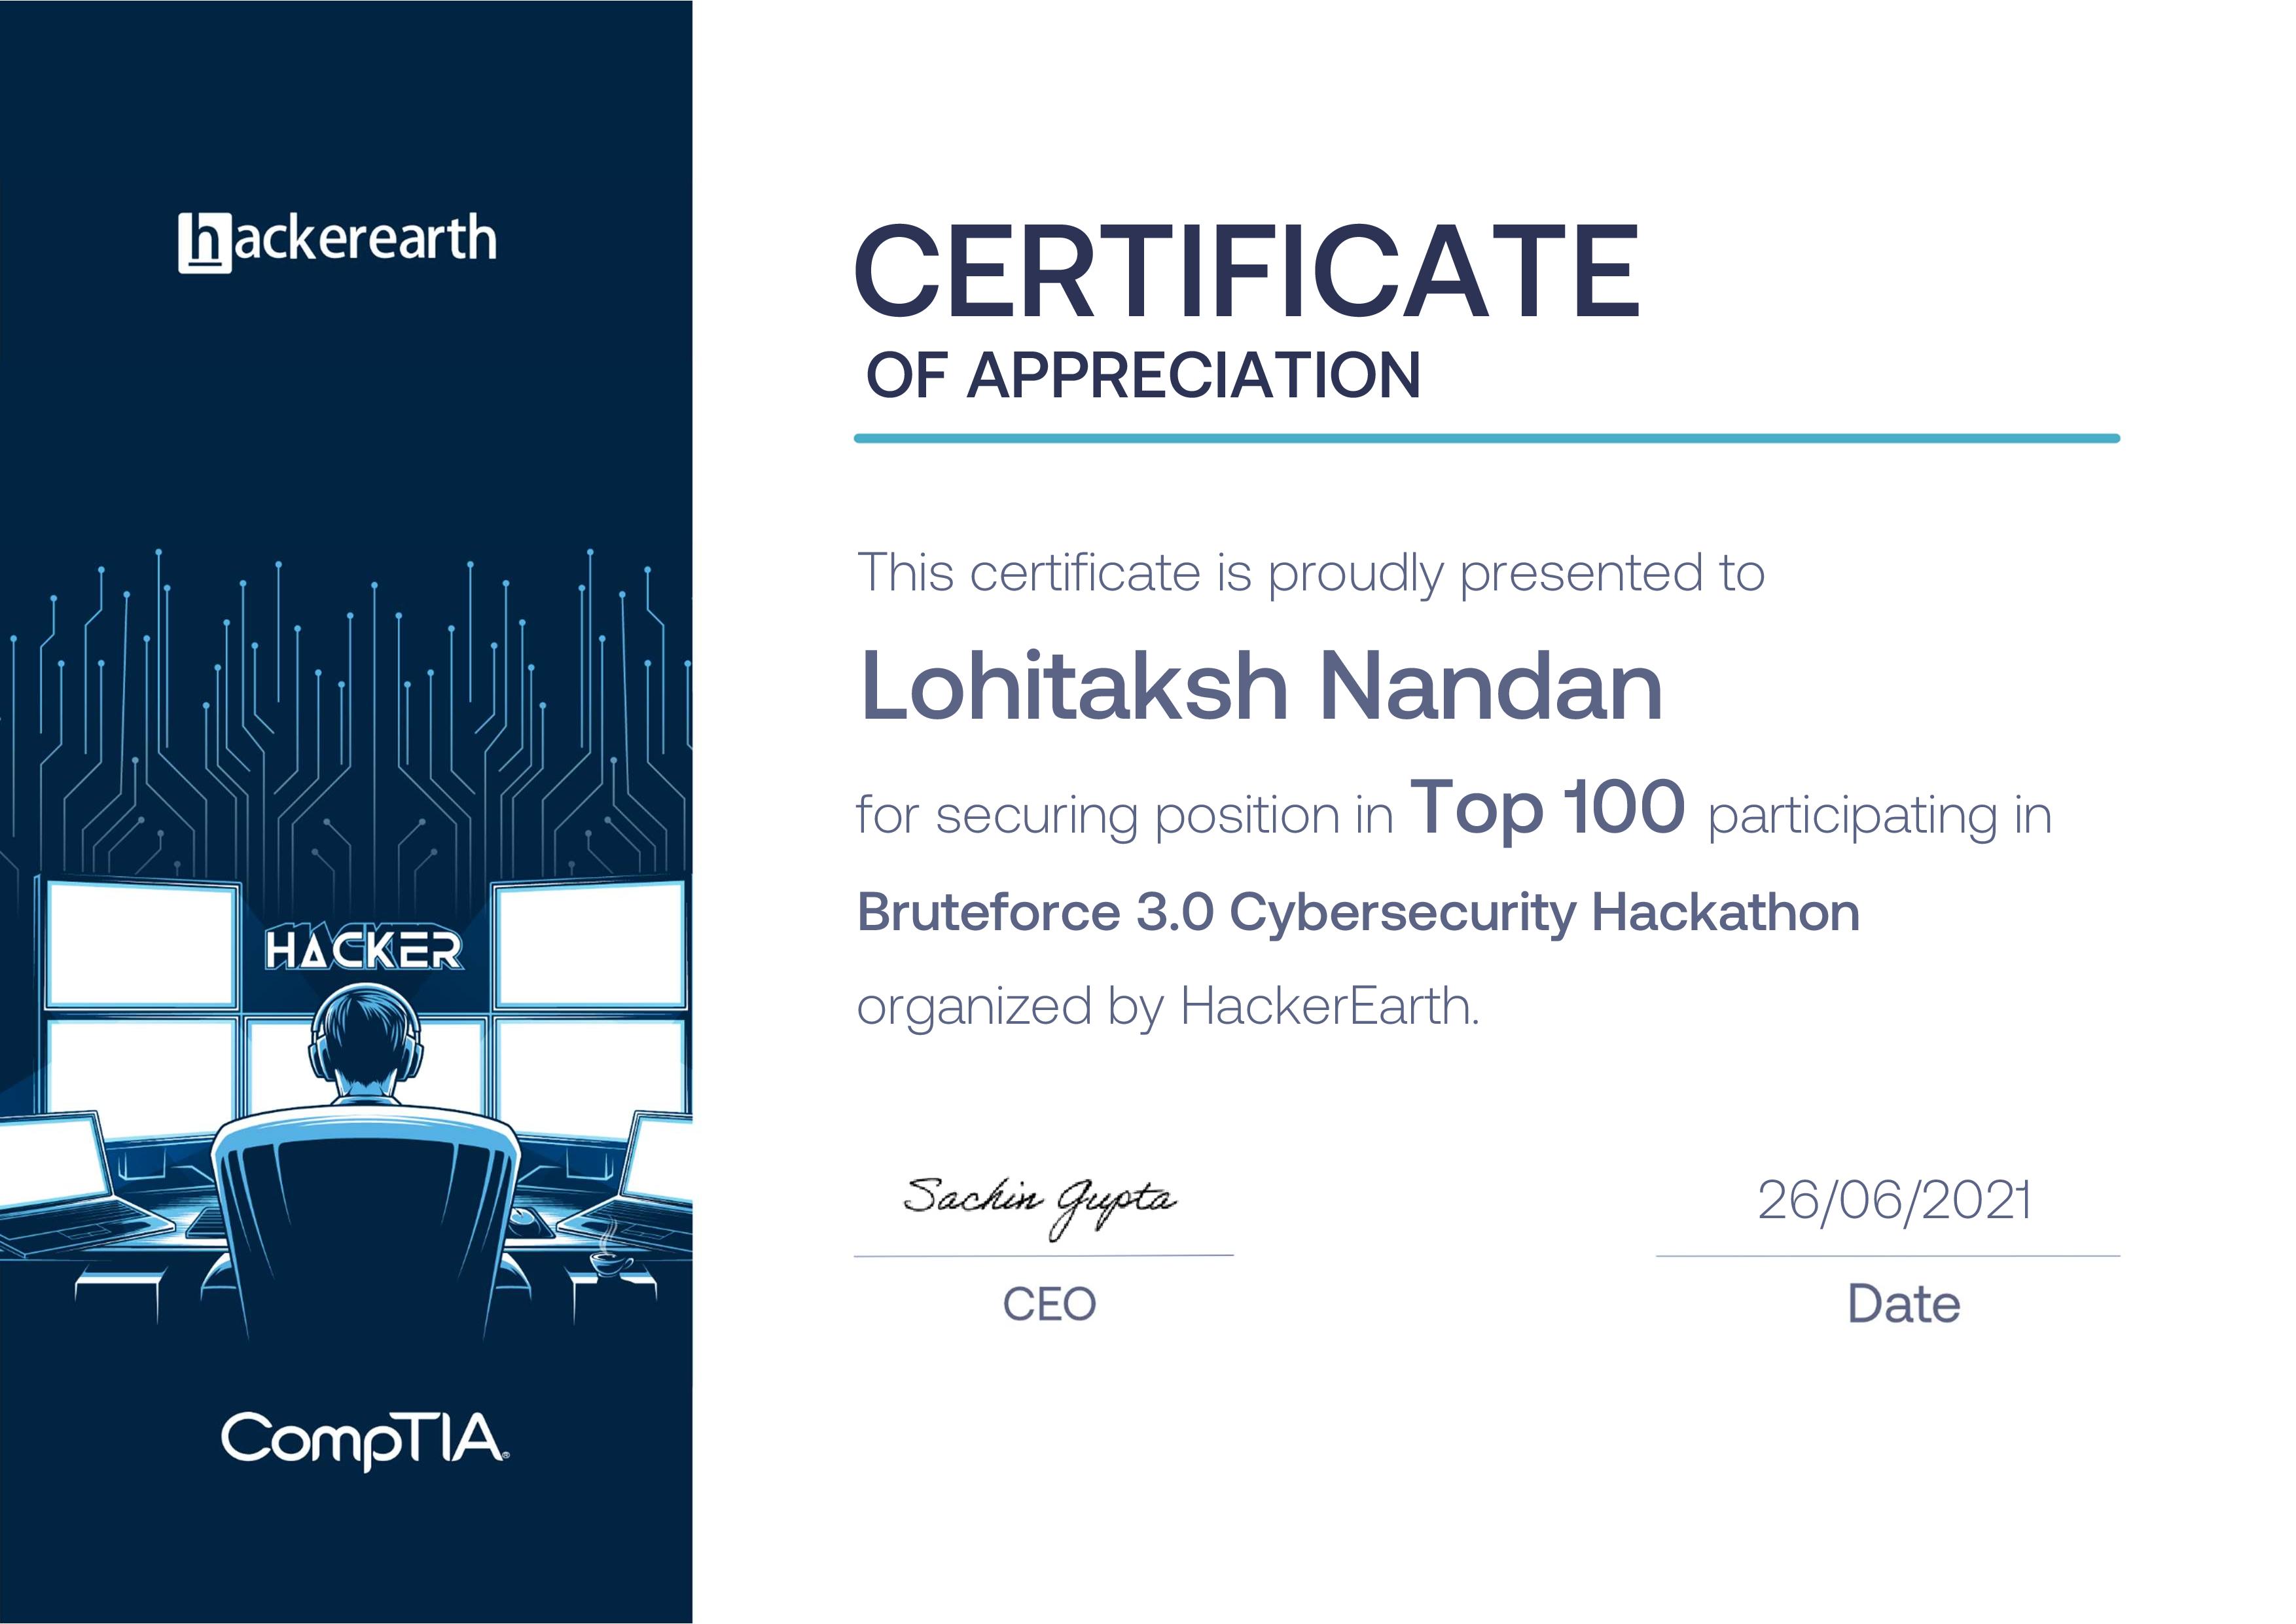 hackerearth
CERTIFICATE
OF APPRECIATION
This certificate is proudly presented to
Lohitaksh Nandan
for securing position in Top 100 participating in
Bruteforce 3.0 Cybersecurity Hackathon
organized by HackerEarth.
HACKER
Sachin Gupta
26/06/2021
CEO
Date
CompTIA®